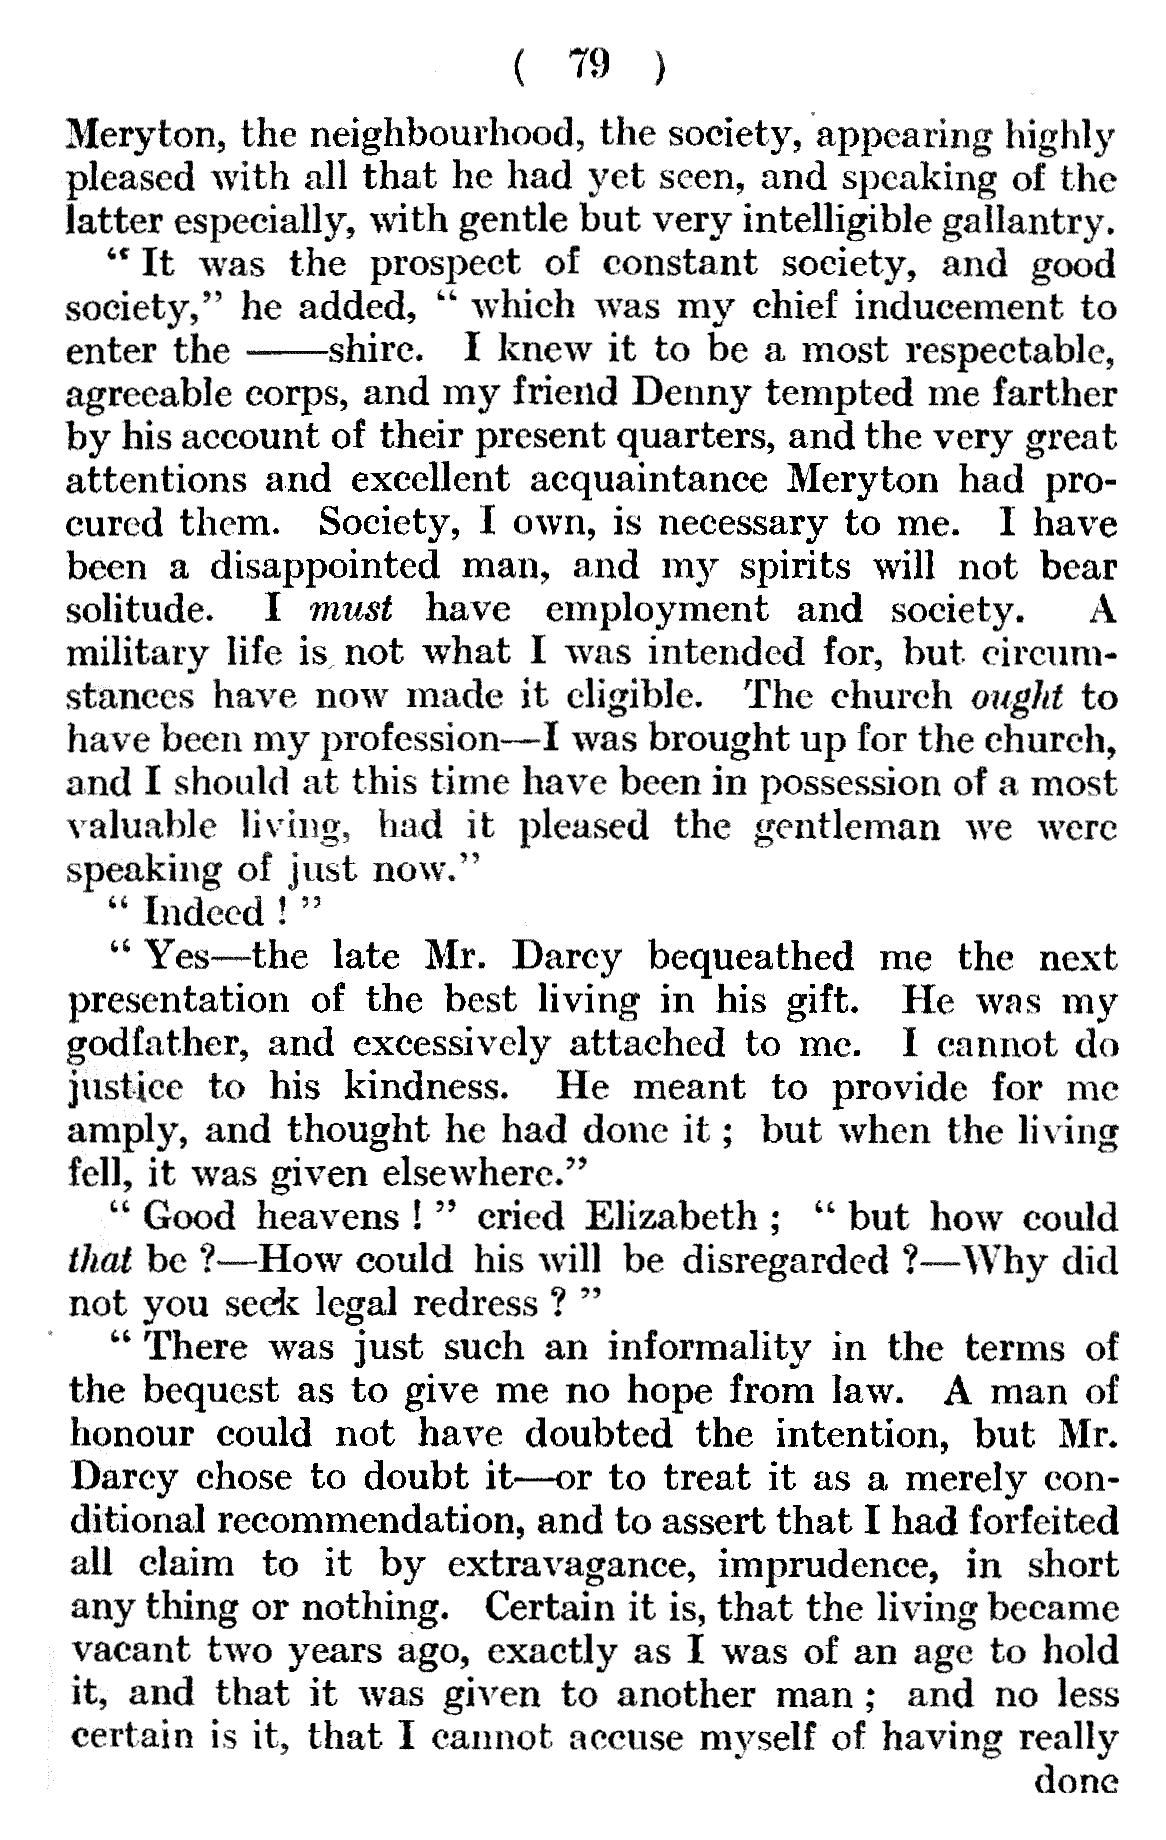 ( 79 )
Meryton, the neighbourhood, the society, appearing highly
pleased with all that he had yet seen, and speaking of the
latter especially, with gentle but very intelligible gallantry.
“ It was the prospect of constant society, and good
society,” he added, “ which was my chief inducement to
enter the ——shire. I knew it to be a most respectable,
agreeable corps, and my friend Denny tempted me farther
by his account of their present quarters, and the very great
attentions and excellent acquaintance Meryton had pro-
cured them. Society, I own, is necessary to me. I have
been a disappointed man, and my spirits will not bear
solitude. I must have employment and society. A
military life is not what I was intended for, but circum-
stances have now made it eligible. The church ought to
have been my profession—I was brought up for the church,
and I should at this time have been in possession of a most
valuable living, had it pleased the gentleman we were
speaking of just now.”
“ Indeed ! ”
“ Yes—the late Mr. Darcy bequeathed me the next
presentation of the best living in his gift. He was my
godfather, and excessively attached to me. I cannot do
justice to his kindness. He meant to provide for me
amply, and thought he had done it ; but when the living
fell, it was given elsewhere.”
“ Good heavens ! ” cried Elizabeth ; “ but how could
that be ?—How could his will be disregarded ?—Why did
not you seek legal redress ? ”
“ There was just such an informality in the terms of
the bequest as to give me no hope from law. A man of
honour could not have doubted the intention, but Mr.
Darcy chose to doubt it—or to treat it as a merely con-
ditional recommendation, and to assert that I had forfeited
all claim to it by extravagance, imprudence, in short
any thing or nothing. Certain it is, that the living became
vacant two years ago, exactly as I was of an age to hold
it, and that it was given to another man ; and no less
certain is it, that I cannot accuse myself of having really
done